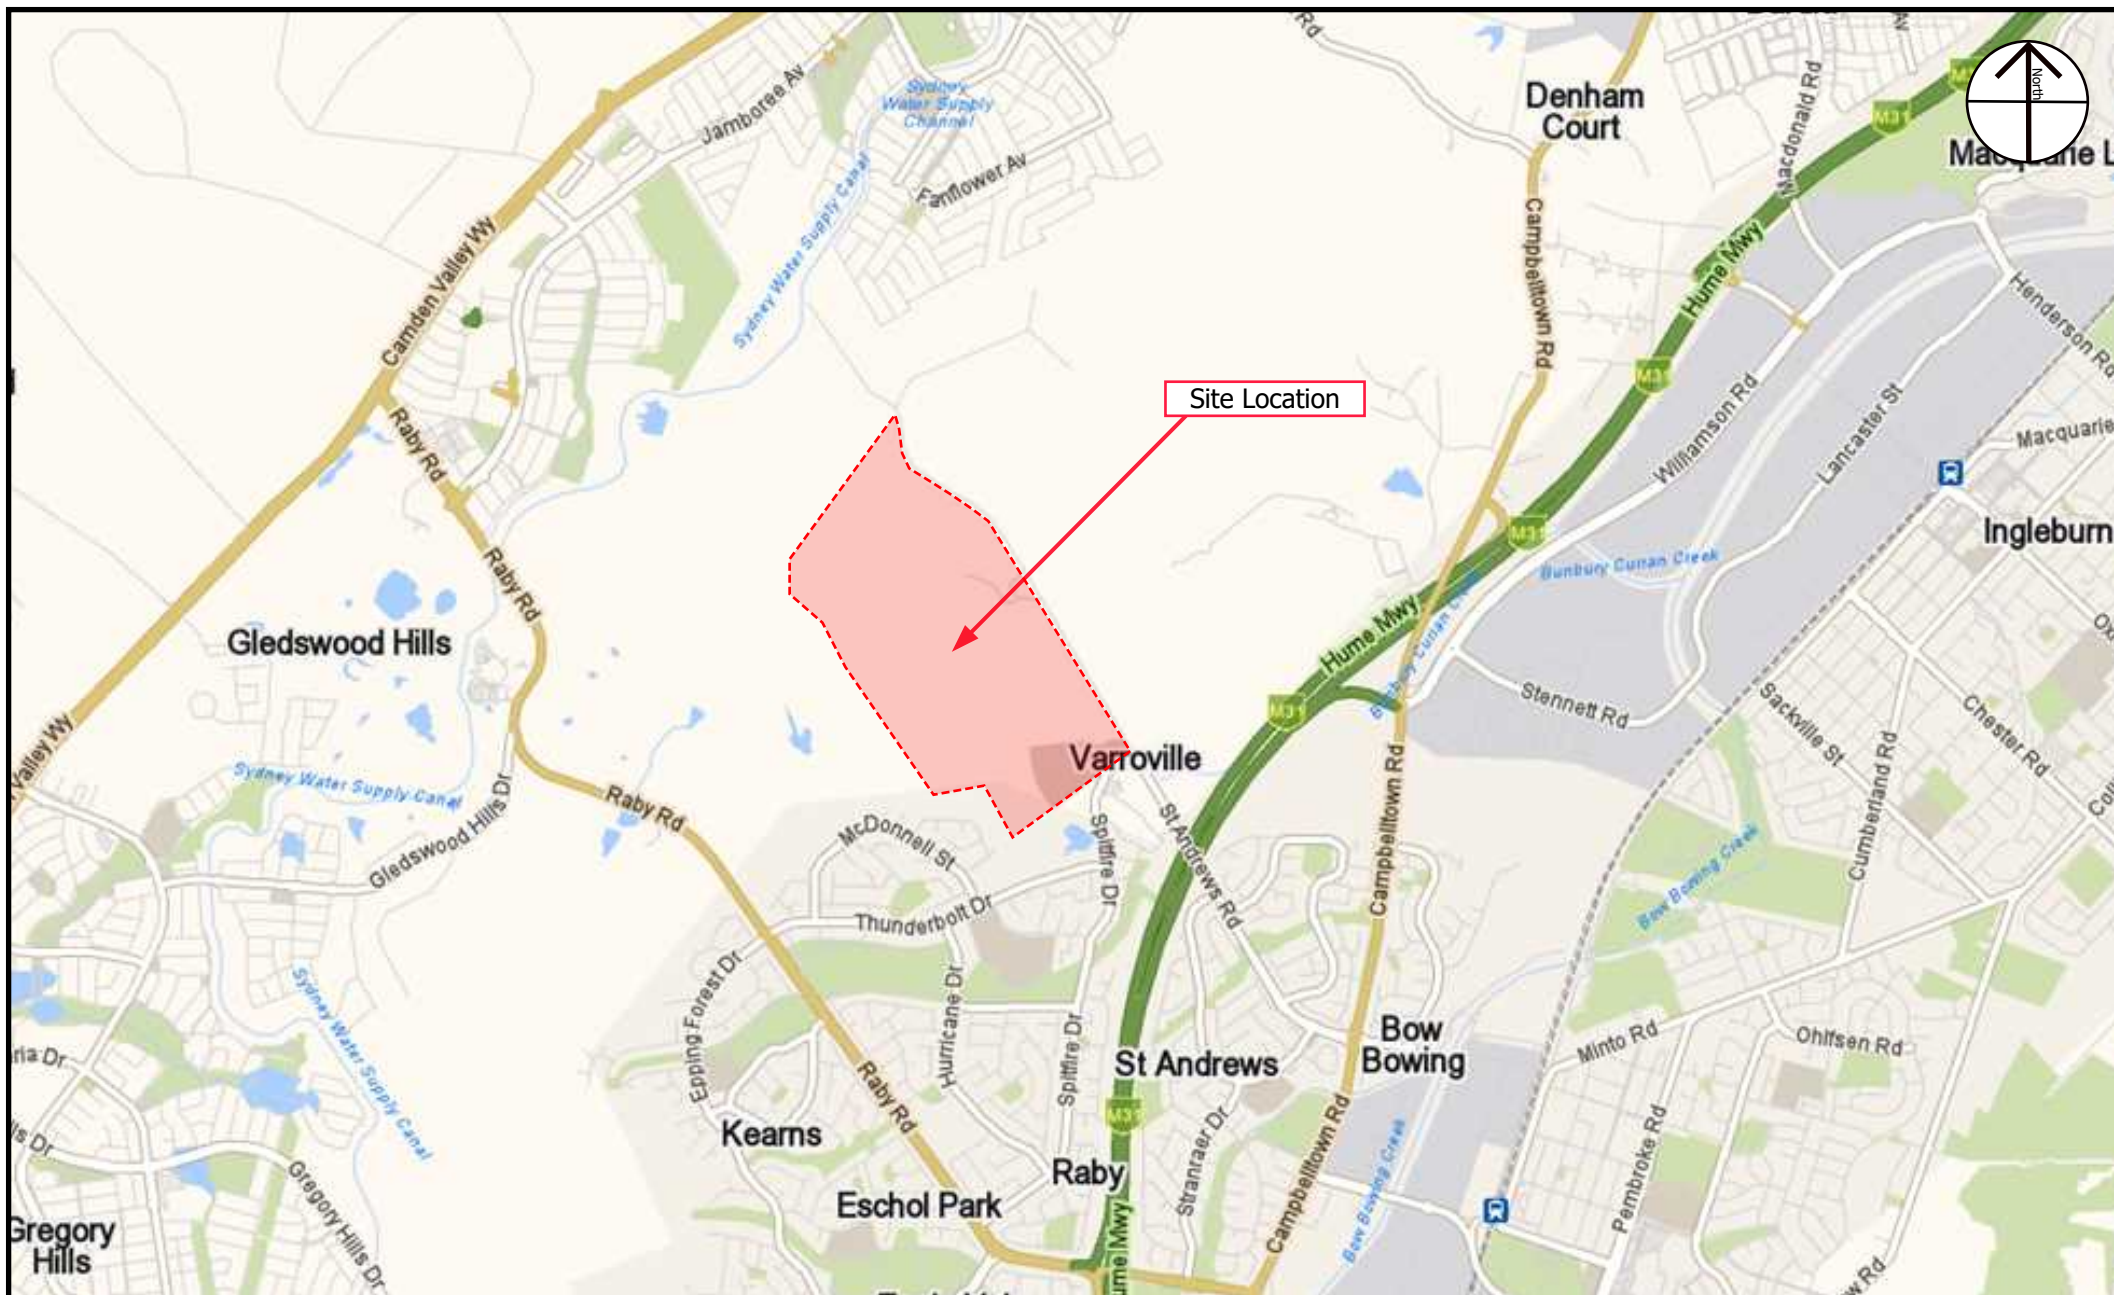 Jamboree Av
Sydney
Water Supply
Channel
Fanflower Av
Sydney Water Supply Canal
Camden Valley Wy
Denham
Court
Macdonald Rd
M31
North
Campbelltown Rd
Hume Mwy
Henderson Rd
Site Location
M31
Raby Rd
Williamson Rd
Lancaster St
Macquarie
Ingleburn
M31
Bunbury Curran Creek
Raby Rd
Gledswood Hills
Hume Mwy
Stennett Rd
Sackville St
Chester Rd
M31
Valley Wy
Varroville
Sydney Water Supply Canal
Gledswood Hills Dr
Raby Rd
McDonnell St
Spitfire Dr
St Andrews Rd
Campbelltown Rd
Cumberland Rd
Bow Bowing Creek
Thunderbolt Dr
Epping Forest Dr
Sydney Water Supply Canal
Hurricane Dr
Spitfire Dr
St Andrews
Bow
Bowing
Minto Rd
Ohlfsen Rd
Raby Rd
Kearns
M31
Stranraer Dr
Campbelltown Rd
Bow Bowing Creek
Pembroke Rd
Raby
Eschol Park
Gregory
Hills
Gregory Hills Dr